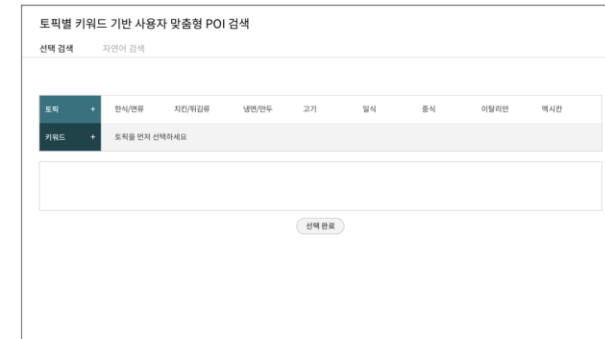 토픽별 키워드 기반 사용자 맞춤형 POI 검색
선택 검색 자연어 검색
토픽 + 한식/면류 치킨/튀김류 냉면/만두 고기 일식 중식 이탈리안 멕시칸
키워드 + 토픽을 먼저 선택하세요
선택 완료